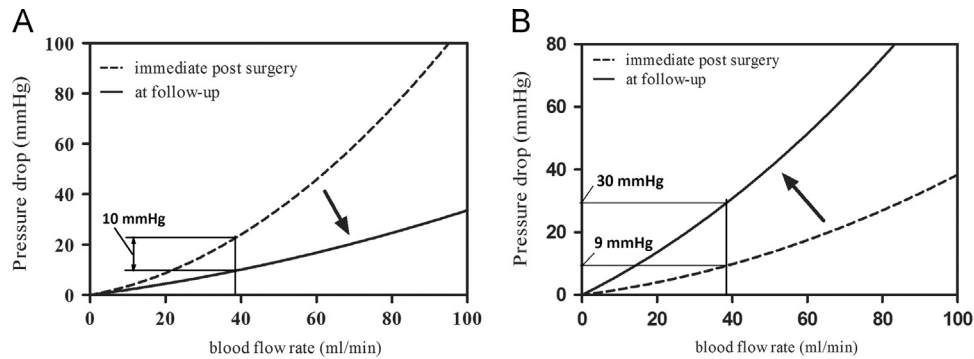 A
100
80
60
40
20
0
Pressure drop (mmHg)
immediate post surgery
at follow-up
10 mmHg
0 20 40 60 80 100
blood flow rate (ml/min)
B
80
60
40
20
0
Pressure drop (mmHg)
immediate post surgery
at follow-up
30 mmHg
9 mmHg
0 20 40 60 80 100
blood flow rate (ml/min)